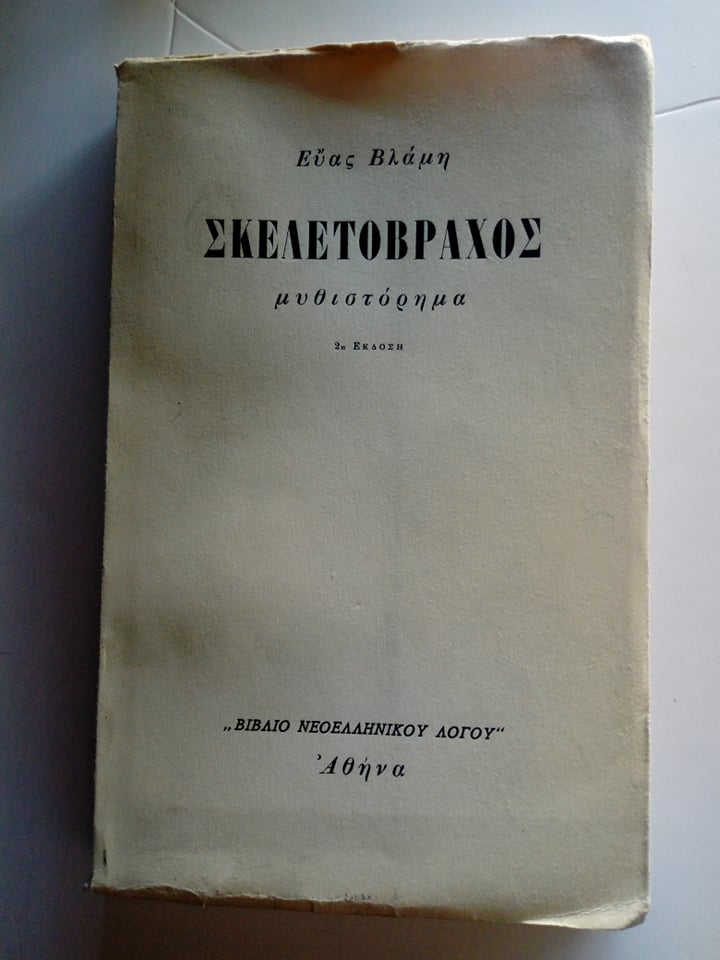 Εὔας Βλάμη
ΣΚΕΛΕΤΟΒΡΑΧΟΣ
μυθιστόρημα
2η ΕΚΔΟΣΗ
„ΒΙΒΛΙΟ ΝΕΟΕΛΛΗΝΙΚΟΥ ΛΟΓΟΥ“
Ἀθήνα